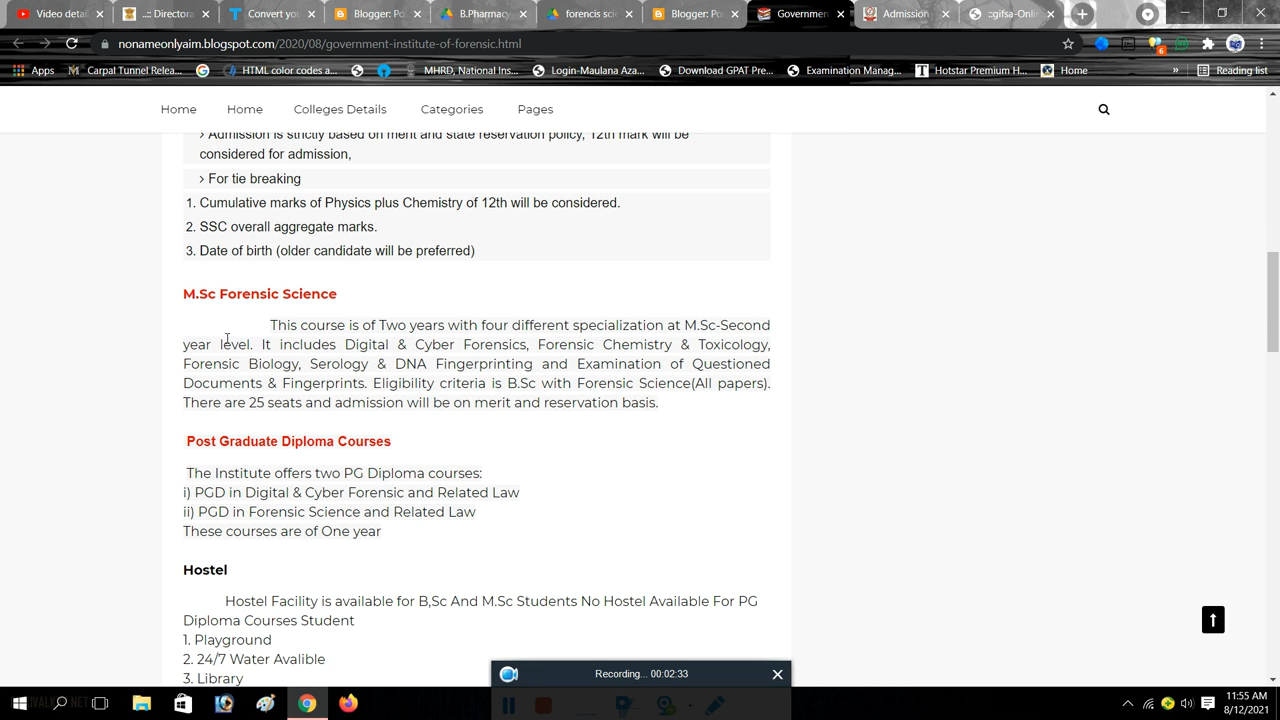 Video detai
..:: Directora
Convert you
Blogger: Po
B.Pharmacy
forencis scie
Blogger: Pos
Governmen
Admission
::gifsa-Onlin
nonameonlyaim.blogspot.com/2020/08/government-institute-of-forensic.html
6
Apps
Carpal Tunnel Relea...
HTML color codes a...
MHRD, National Ins...
Login-Maulana Aza...
Download GPAT Pre...
Examination Manag...
Hotstar Premium H...
Home
»
Reading list
Home
Home
Colleges Details
Categories
Pages
› Admission is strictly based on merit and state reservation policy, 12th mark will be
considered for admission,
› For tie breaking
1. Cumulative marks of Physics plus Chemistry of 12th will be considered.
2. SSC overall aggregate marks.
3. Date of birth (older candidate will be preferred)
M.Sc Forensic Science
This course is of Two years with four different specialization at M.Sc-Second
year level. It includes Digital & Cyber Forensics, Forensic Chemistry & Toxicology,
Forensic Biology, Serology & DNA Fingerprinting and Examination of Questioned
Documents & Fingerprints. Eligibility criteria is B.Sc with Forensic Science(All papers).
There are 25 seats and admission will be on merit and reservation basis.
Post Graduate Diploma Courses
The Institute offers two PG Diploma courses:
i) PGD in Digital & Cyber Forensic and Related Law
ii) PGD in Forensic Science and Related Law
These courses are of One year
Hostel
Hostel Facility is available for B,Sc And M.Sc Students No Hostel Available For PG
Diploma Courses Student
1. Playground
2. 24/7 Water Avalible
3. Library
Recording... 00:02:33
11:55 AM
8/12/2021